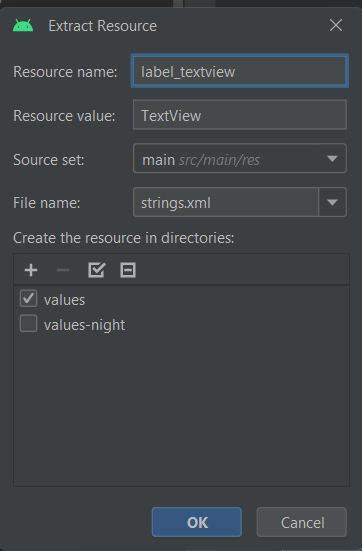 Extract Resource
Resource name: label_textview
Resource value: TextView
Source set: main src/main/res
File name: strings.xml
Create the resource in directories:
values
values-night
OK Cancel